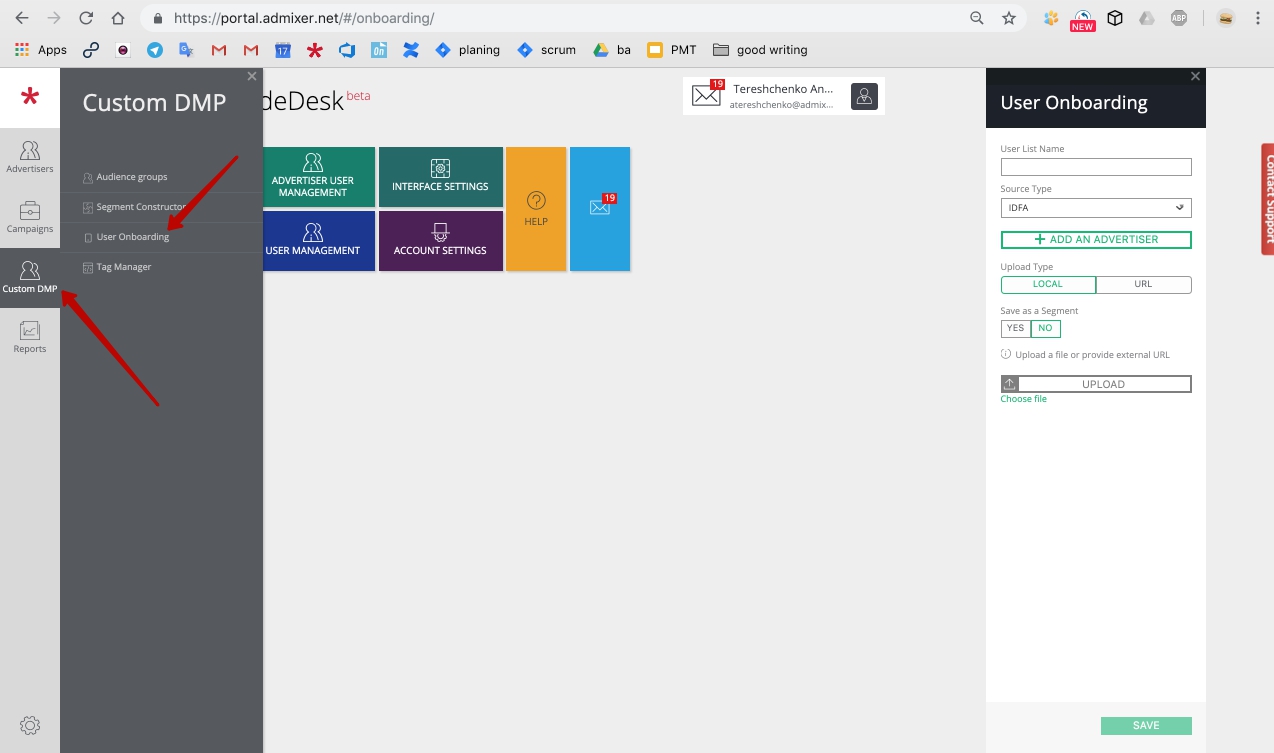 https://portal.admixer.net/#/onboarding/
NEW
ABP
Apps
17
On
planing
scrum
ba
PMT
good writing
Advertisers
Campaigns
Custom DMP
Reports
Custom DMP
Audience groups
Segment Constructor
User Onboarding
Tag Manager
deDesk beta
19
Tereshchenko An...
atereshchenko@admix...
ADVERTISER USER
MANAGEMENT
INTERFACE SETTINGS
HELP
19
USER MANAGEMENT
ACCOUNT SETTINGS
User Onboarding
User List Name
Source Type
IDFA
+ ADD AN ADVERTISER
Upload Type
LOCAL
URL
Save as a Segment
YES
NO
Upload a file or provide external URL
UPLOAD
Choose file
SAVE
Contact Support